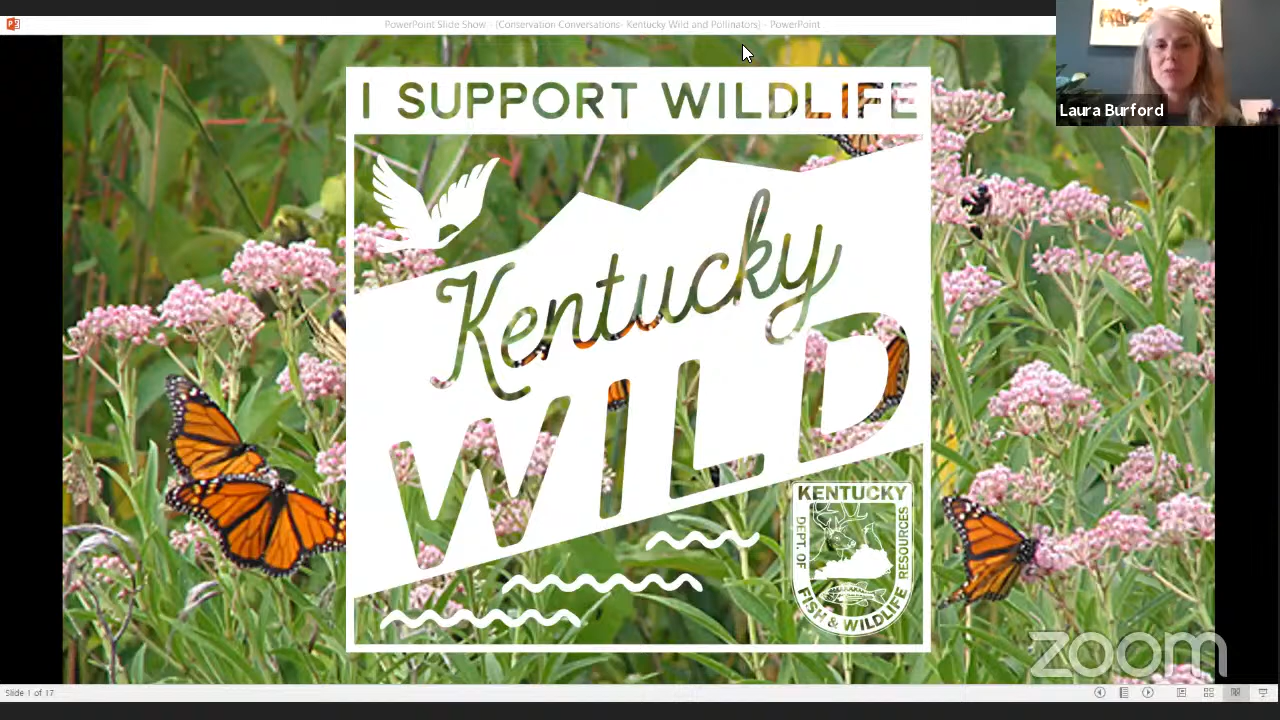 PowerPoint Slide Show - [Conservation Conversations- Kentucky Wild and Pollinators] - PowerPoint
Laura Burford
I SUPPORT WILDLIFE
Kentucky
WILD
KENTUCKY
DEPT. OF
FISH & WILDLIFE
RESOURCES
zoom
Slide 1 of 17